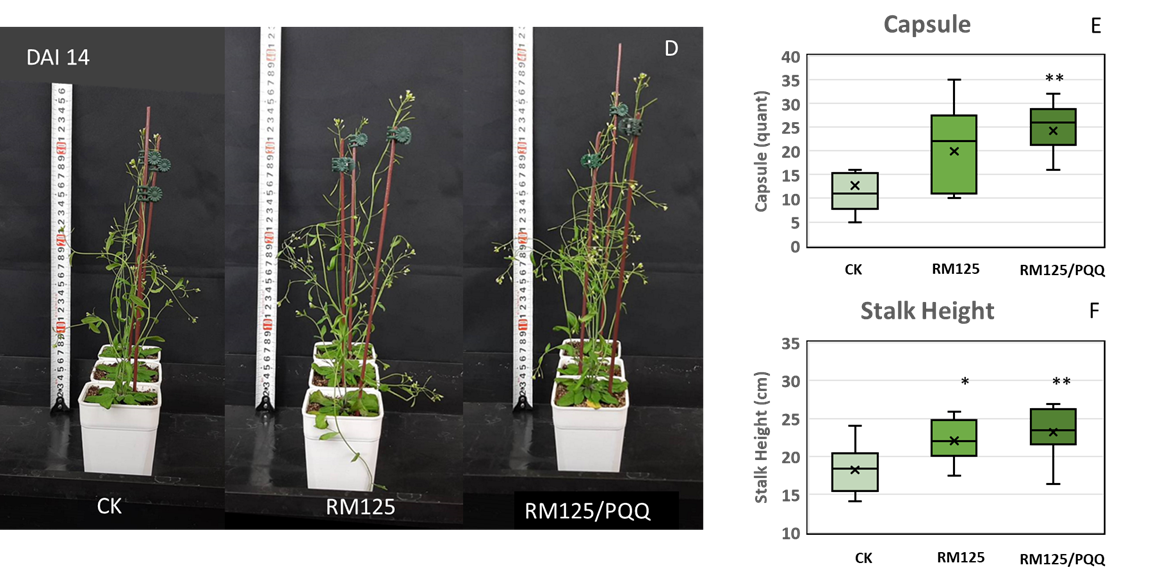 DAI 14
D
CK
RM125
RM125/PQQ
Capsule
E
Capsule (quant)
40
35
30
25
20
15
10
5
0
**
CK
RM125
RM125/PQQ
Stalk Height
F
Stalk Height (cm)
35
30
25
20
15
10
*
**
CK
RM125
RM125/PQQ